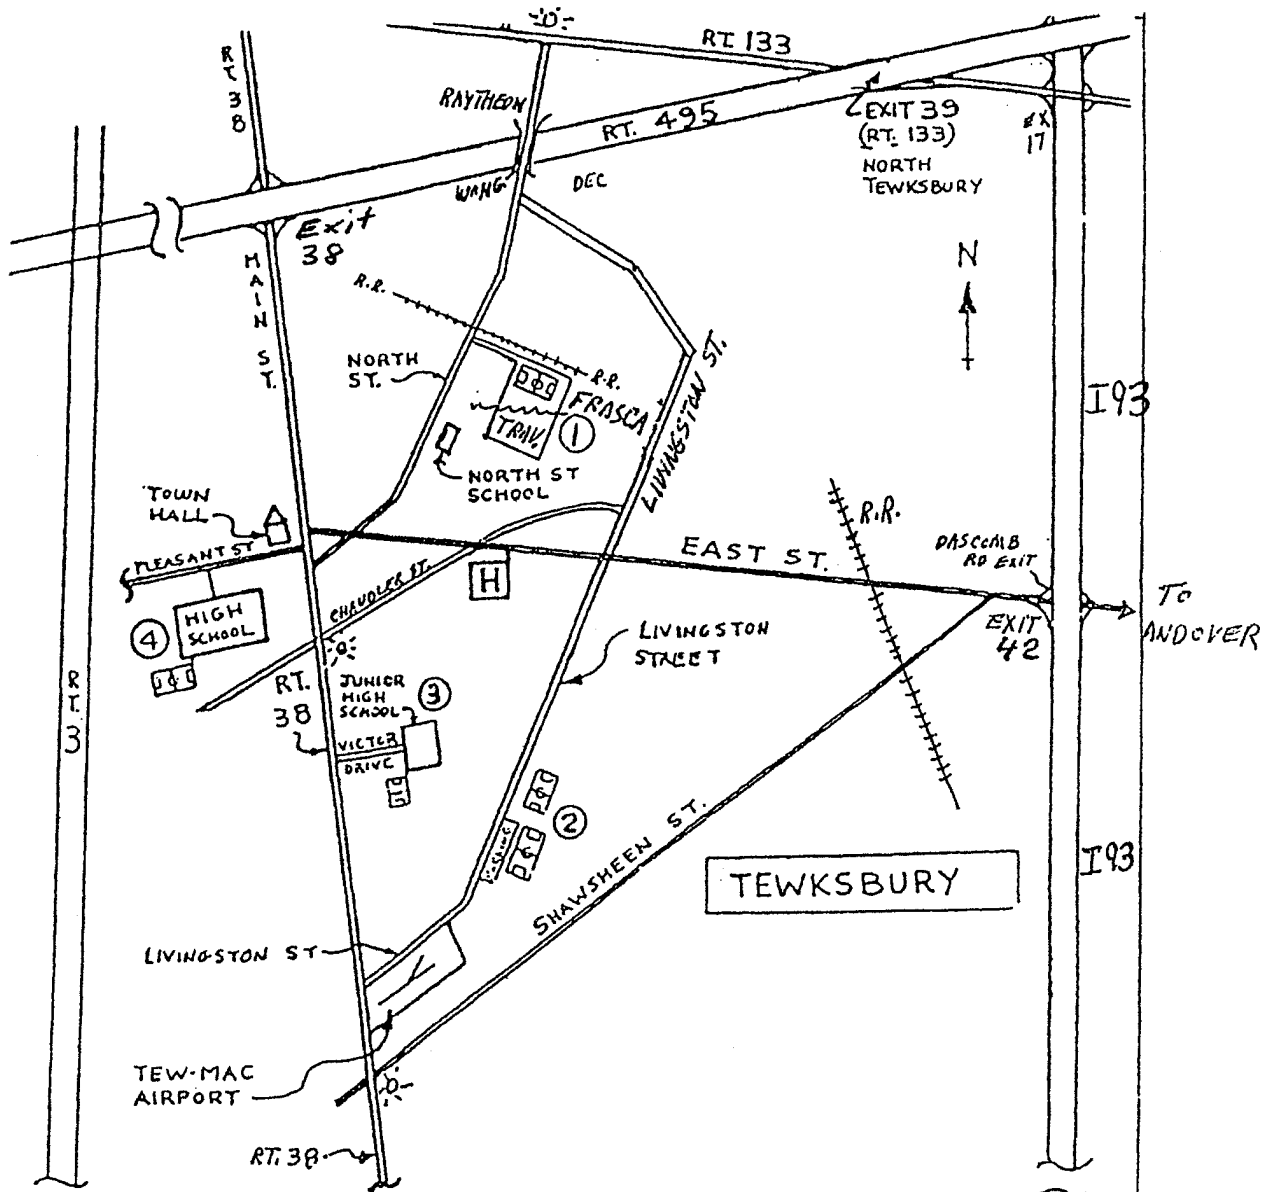 RT 133
RT 38
RAYTHEON
RT. 495
EXIT 39
(RT. 133)
NORTH
TEWKSBURY
EX
17
WANG.
DEC
Exit
38
MAIN ST.
N
R.R.
NORTH
ST.
R.R.
FRASCA
TRAV.
1
LIVINGSTON ST.
I93
NORTH ST
SCHOOL
TOWN
HALL
R.R.
PLEASANT ST
EAST ST.
DASCOMB
RD EXIT
H
CHANDLER ST.
To
ANDOVER
EXIT
42
HIGH
SCHOOL
4
LIVINGSTON
STREET
RT.
38
JUNIOR
HIGH
SCHOOL
3
RT. 3
VICTOR
DRIVE
2
SHAWSHEEN ST.
I93
TEWKSBURY
LIVINGSTON ST
TEW-MAC
AIRPORT
RT. 38